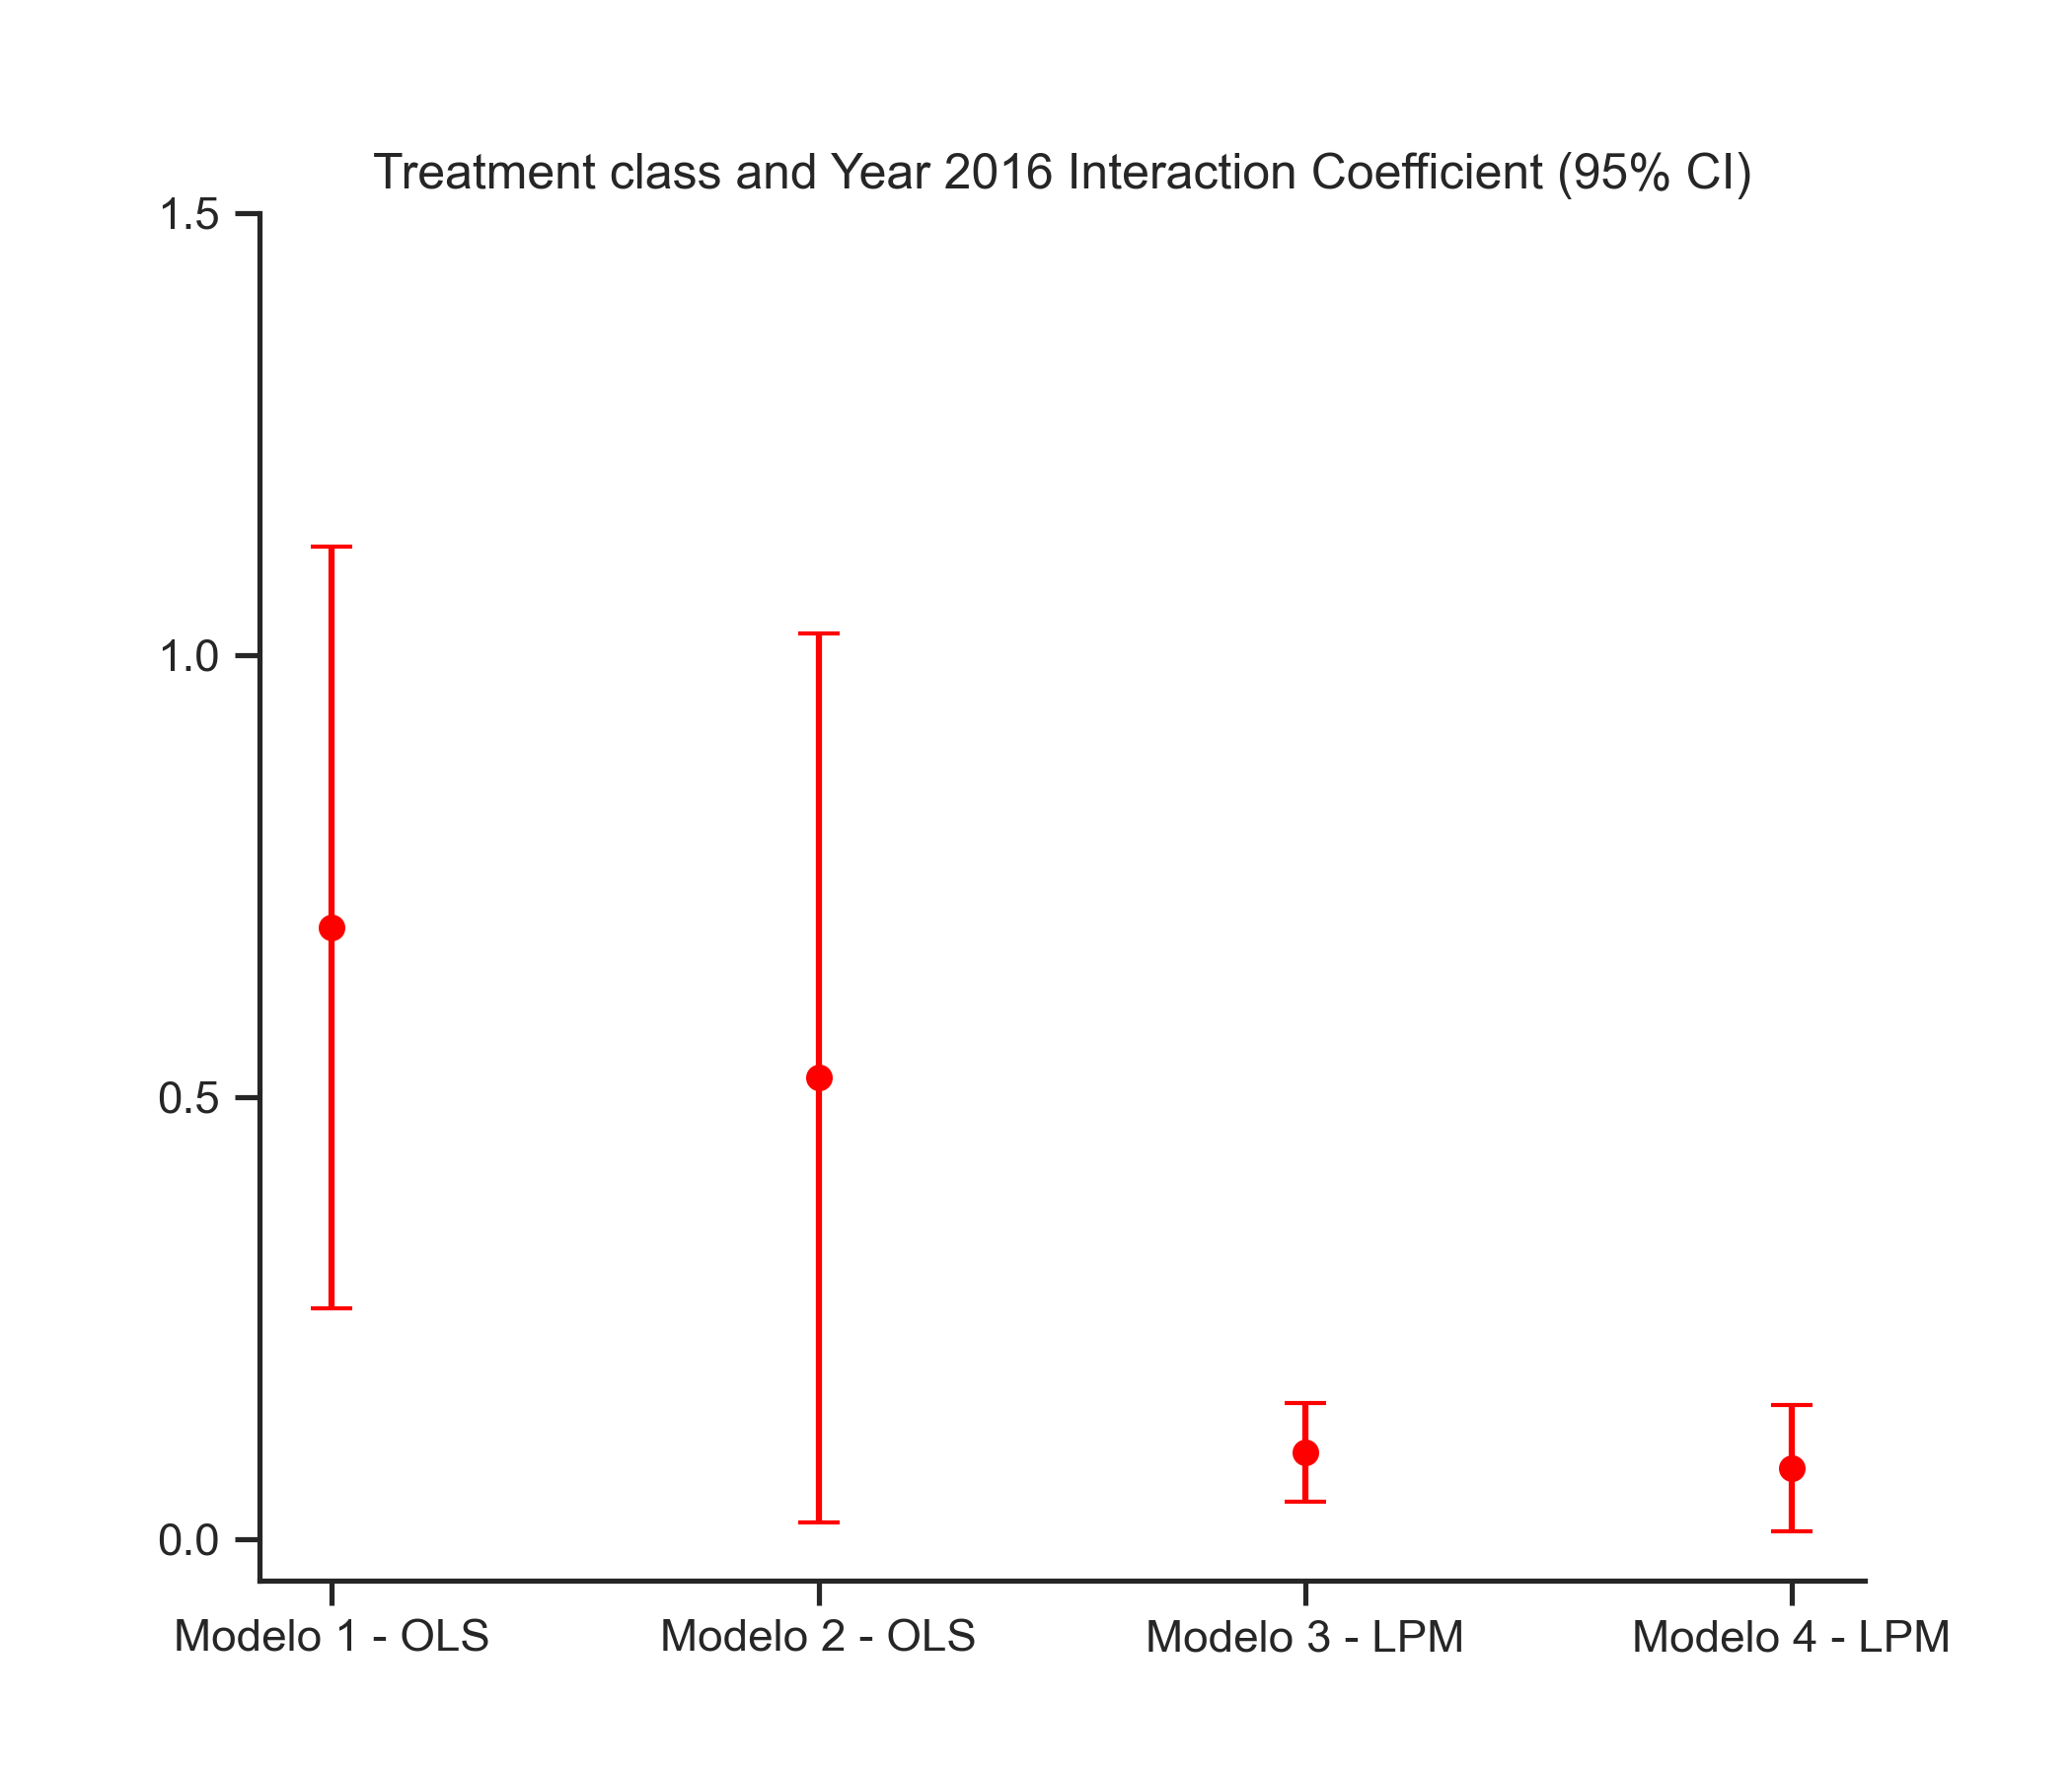 Treatment class and Year 2016 Interaction Coefficient (95% CI)
1.5
1.0
0.5
0.0
Modelo 1 - OLS
Modelo 2 - OLS
Modelo 3 - LPM
Modelo 4 - LPM